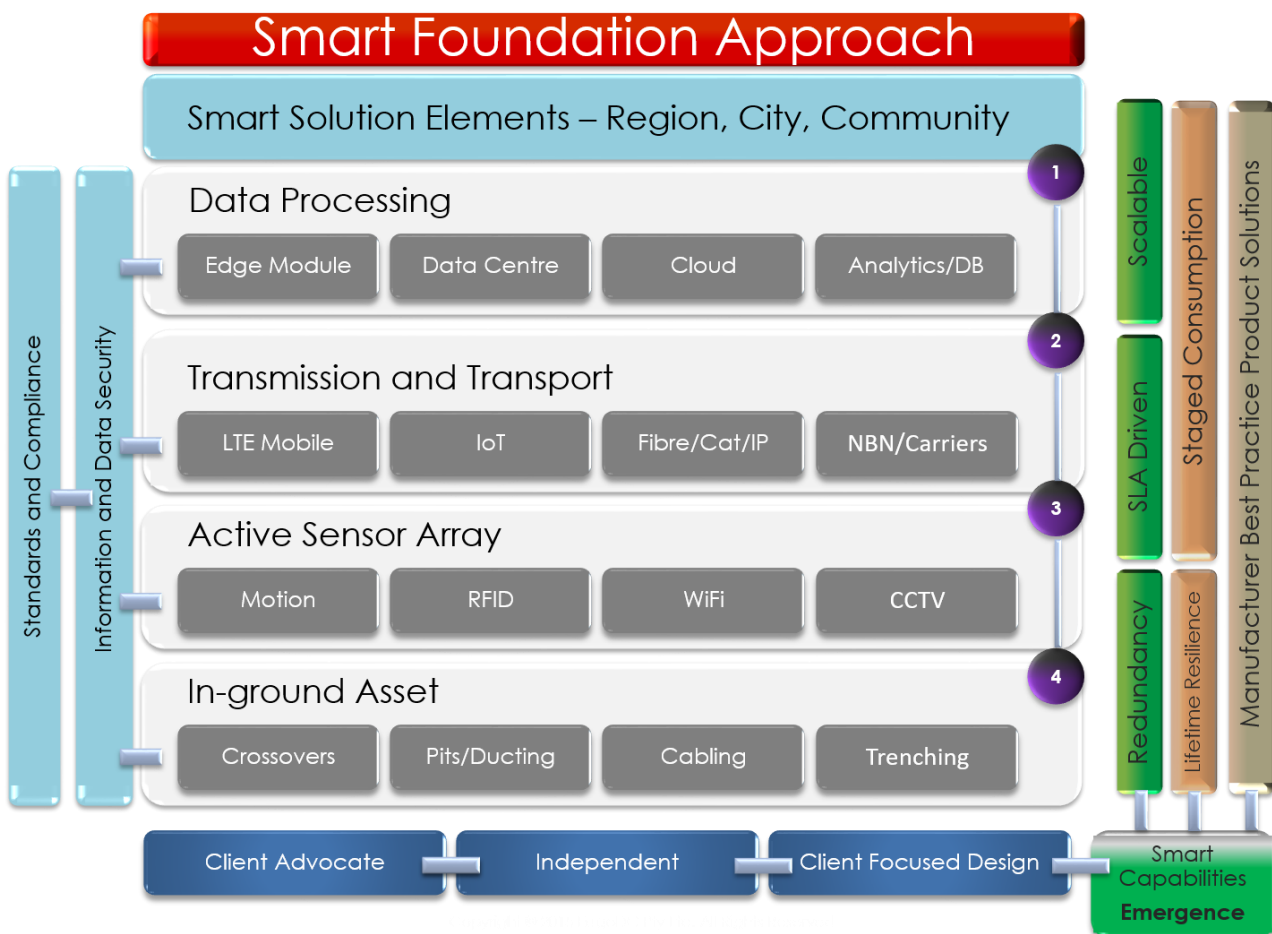 Smart Foundation Approach
Smart Solution Elements – Region, City, Community
Standards and Compliance
Information and Data Security
1
Data Processing
Edge Module
Data Centre
Cloud
Analytics/DB
2
Transmission and Transport
LTE Mobile
IoT
Fibre/Cat/IP
NBN/Carriers
3
Active Sensor Array
Motion
RFID
WiFi
CCTV
4
In-ground Asset
Crossovers
Pits/Ducting
Cabling
Trenching
Scalable
SLA Driven
Redundancy
Staged Consumption
Lifetime Resilience
Manufacturer Best Practice Product Solutions
Client Advocate
Independent
Client Focused Design
Smart
Capabilities
Emergence